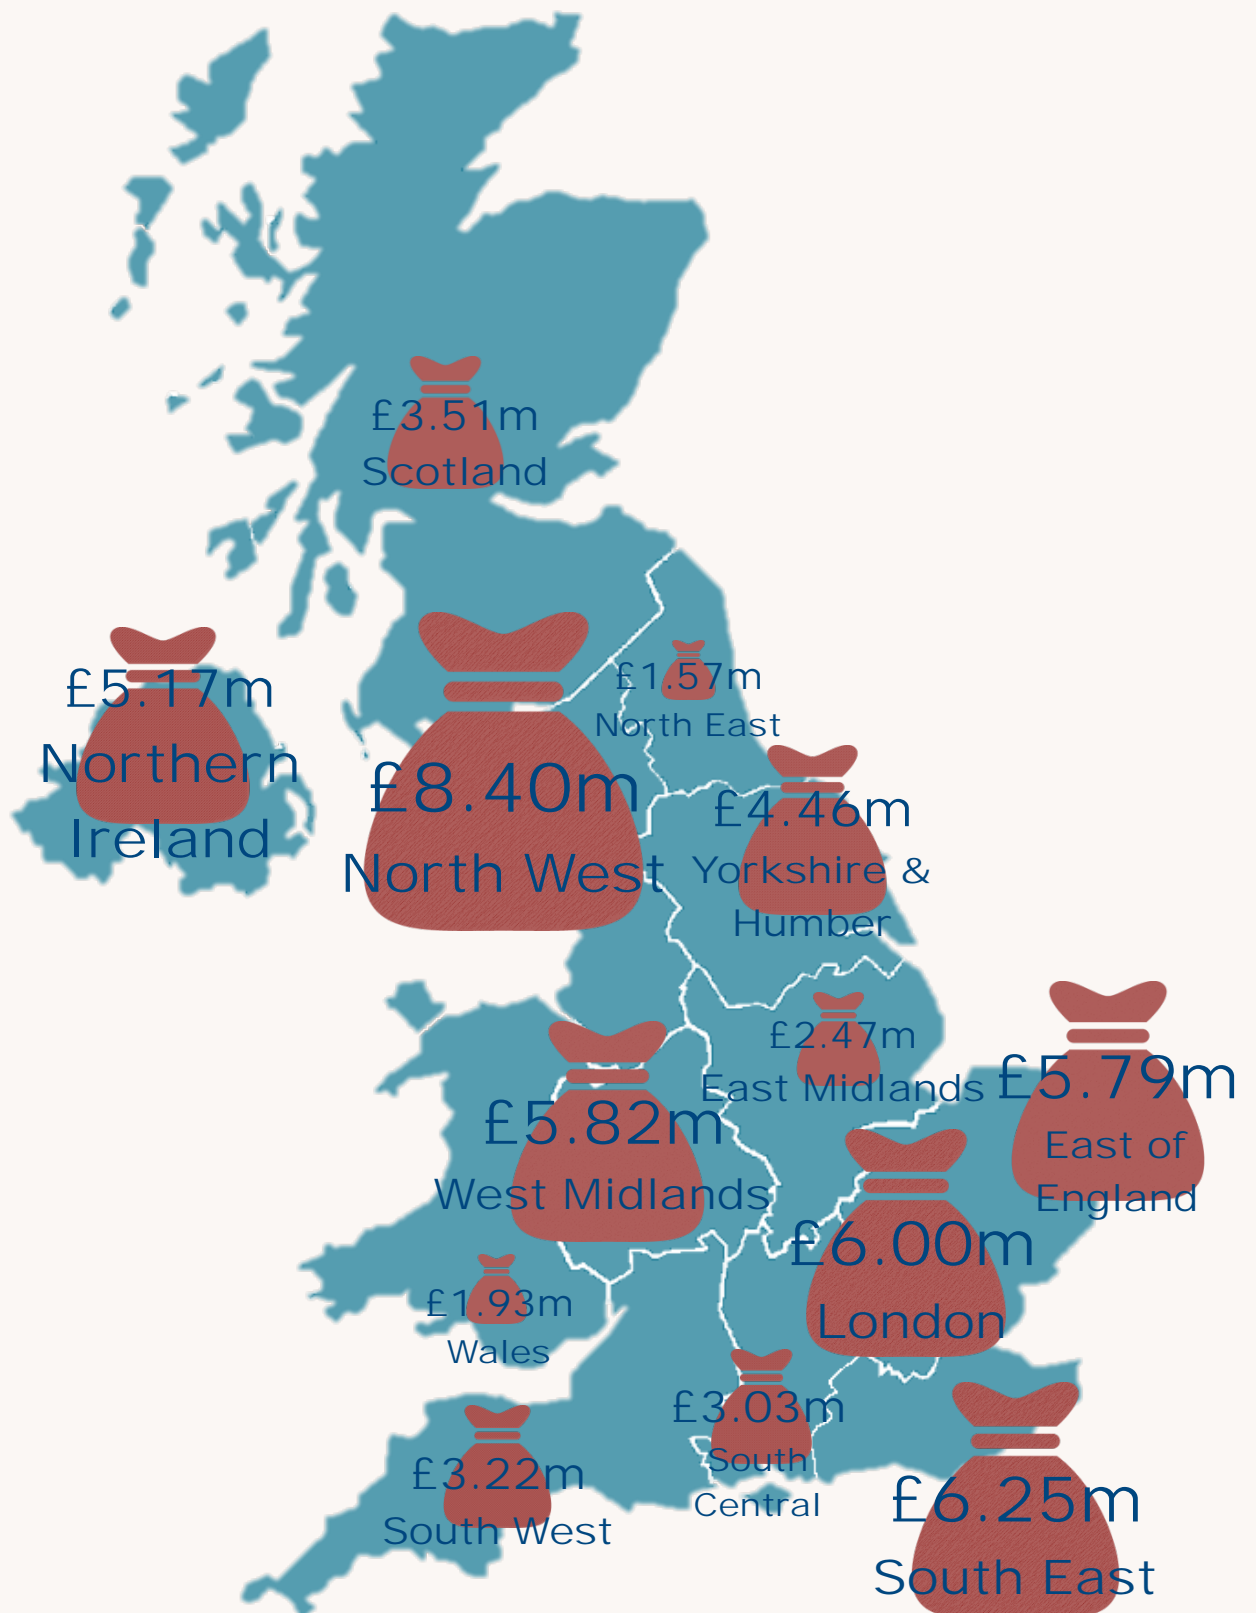 £3.51m
Scotland
£5.17m
Northern
Ireland
£8.40m
North West
£1.57m
North East
£4.46m
Yorkshire &
Humber
£2.47m
East Midlands
£5.79m
East of
England
£5.82m
West Midlands
£6.00m
London
£1.93m
Wales
£3.03m
South
Central
£3.22m
South West
£6.25m
South East